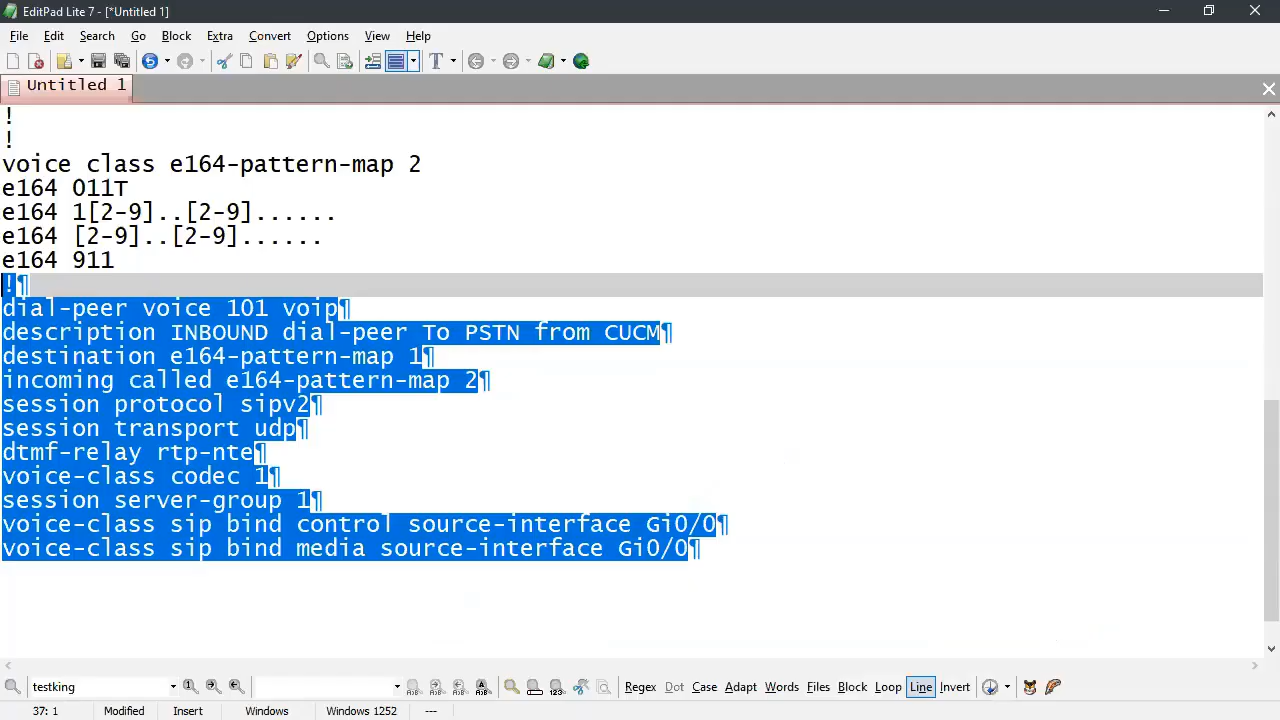 EditPad Lite 7 - [*Untitled 1]
File Edit Search Go Block Extra Convert Options View Help
Untitled 1
!
!
voice class e164-pattern-map 2
e164 011T
e164 1[2-9]..[2-9]......
e164 [2-9]..[2-9]......
e164 911
!¶
dial-peer voice 101 voip¶
description INBOUND dial-peer To PSTN from CUCM¶
destination e164-pattern-map 1¶
incoming called e164-pattern-map 2¶
session protocol sipv2¶
session transport udp¶
dtmf-relay rtp-nte¶
voice-class codec 1¶
session server-group 1¶
voice-class sip bind control source-interface Gi0/0¶
voice-class sip bind media source-interface Gi0/0¶
testking Regex Dot Case Adapt Words Files Block Loop Line Invert
37: 1 Modified Insert Windows Windows 1252 ---